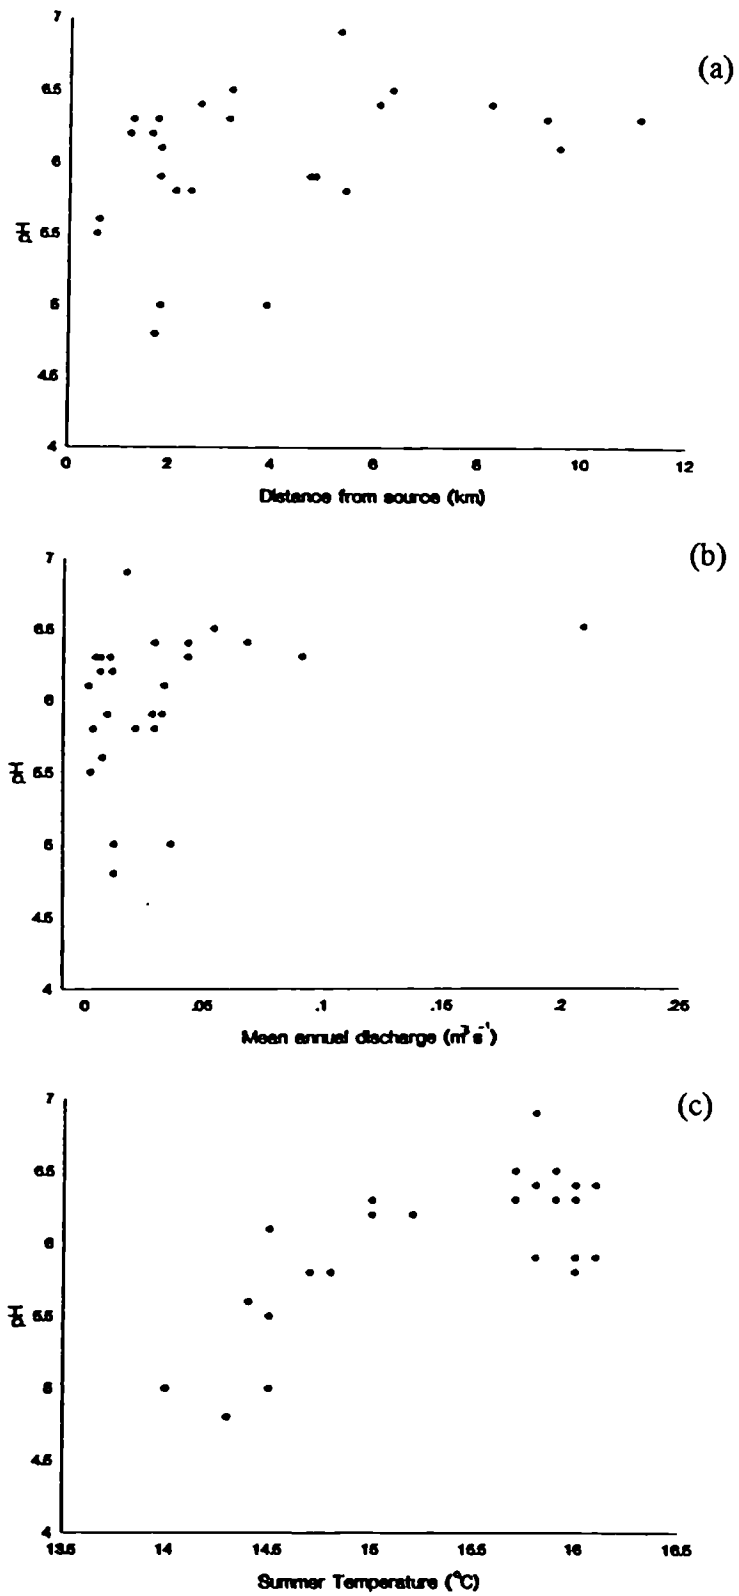 (a)
7
6.5
6
5.5
5
4.5
4
pH
0 2 4 6 8 10 12
Distance from source (km)
(b)
7
6.5
6
5.5
5
4.5
4
pH
0 .05 .1 .15 .2 .25
Mean annual discharge (m³ s⁻¹)
(c)
7
6.5
6
5.5
5
4.5
4
pH
13.5 14 14.5 15 15.5 16 16.5
Summer Temperature (°C)